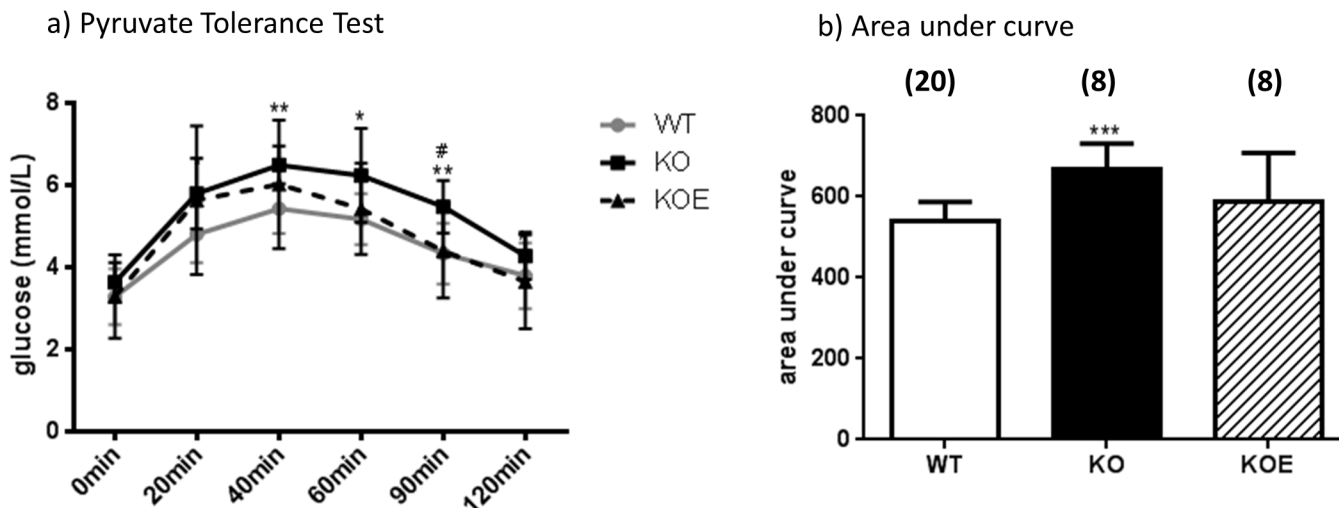 a) Pyruvate Tolerance Test
glucose (mmol/L)
8
6
4
2
0
**
*
#
**
0min
20min
40min
60min
90min
120min
WT
KO
KOE
b) Area under curve
(20) (8) (8)
area under curve
800
600
400
200
0
***
WT KO KOE